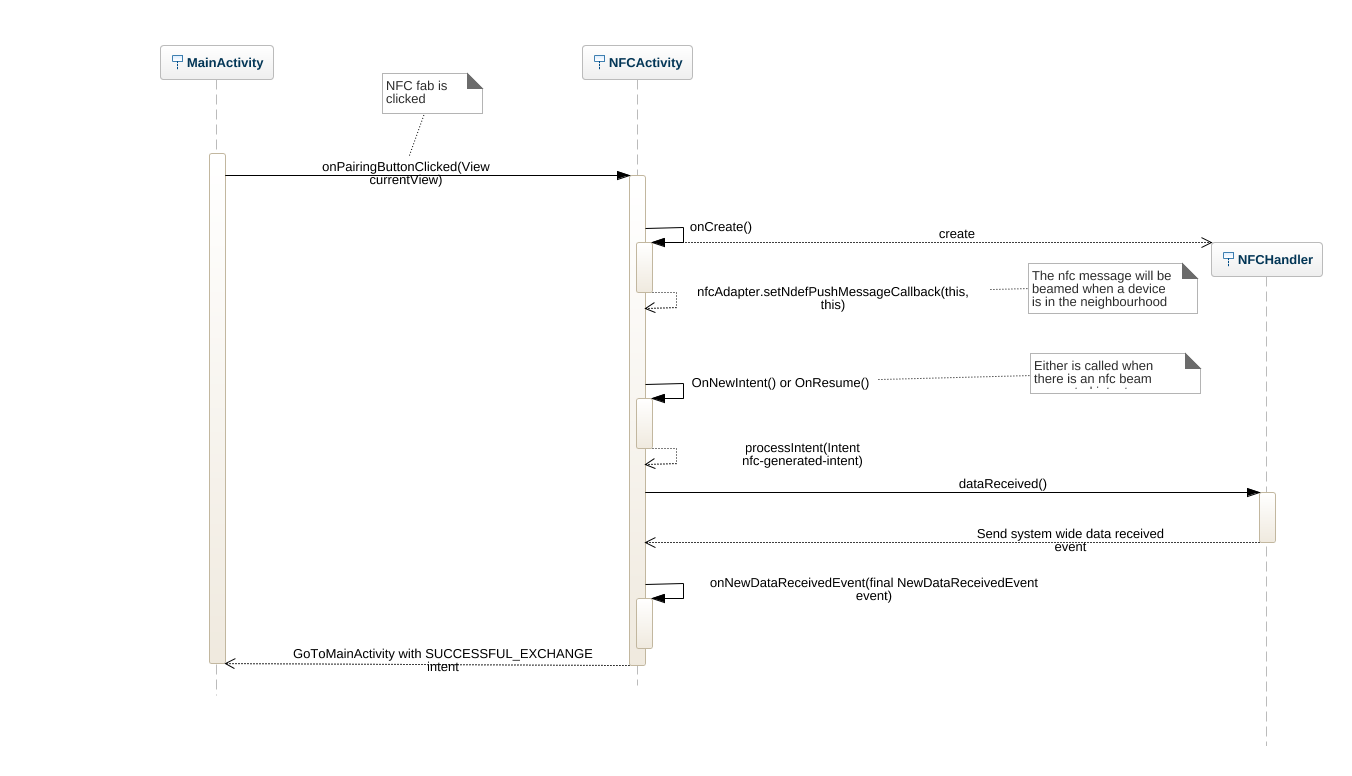 MainActivity
NFCActivity
NFC fab is
clicked
onPairingButtonClicked(View
currentView)
onCreate()
create
NFCHandler
The nfc message will be
beamed when a device
is in the neighbourhood
nfcAdapter.setNdefPushMessageCallback(this,
this)
Either is called when
there is an nfc beam
OnNewIntent() or OnResume()
processIntent(Intent
nfc-generated-intent)
dataReceived()
Send system wide data received
event
onNewDataReceivedEvent(final NewDataReceivedEvent
event)
GoToMainActivity with SUCCESSFUL_EXCHANGE
intent